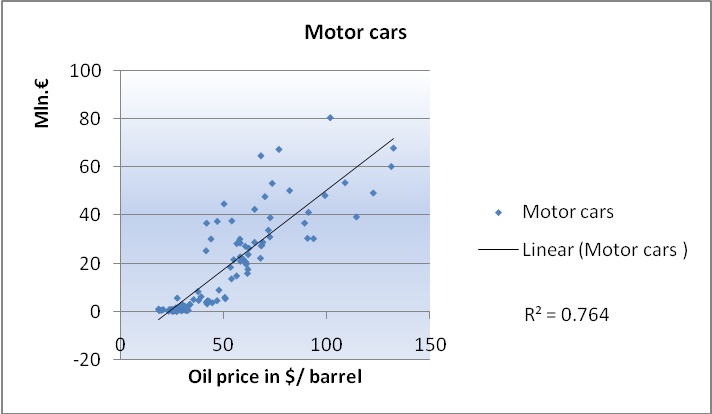 Motor cars
Mln.€
100
80
60
40
20
0
-20
0 50 100 150
Oil price in $/ barrel
Motor cars
Linear (Motor cars )
R² = 0.764